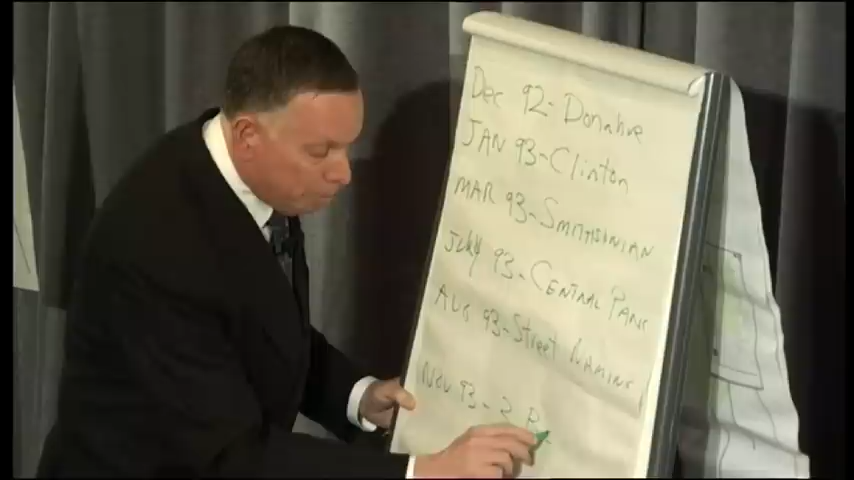 Dec 92- Donahue
JAN 93- Clinton
MAR 93- SMITHSONIAN
July 93- CENTRAL PARK
AUG 93- Street NAMING
NOV 93- 2